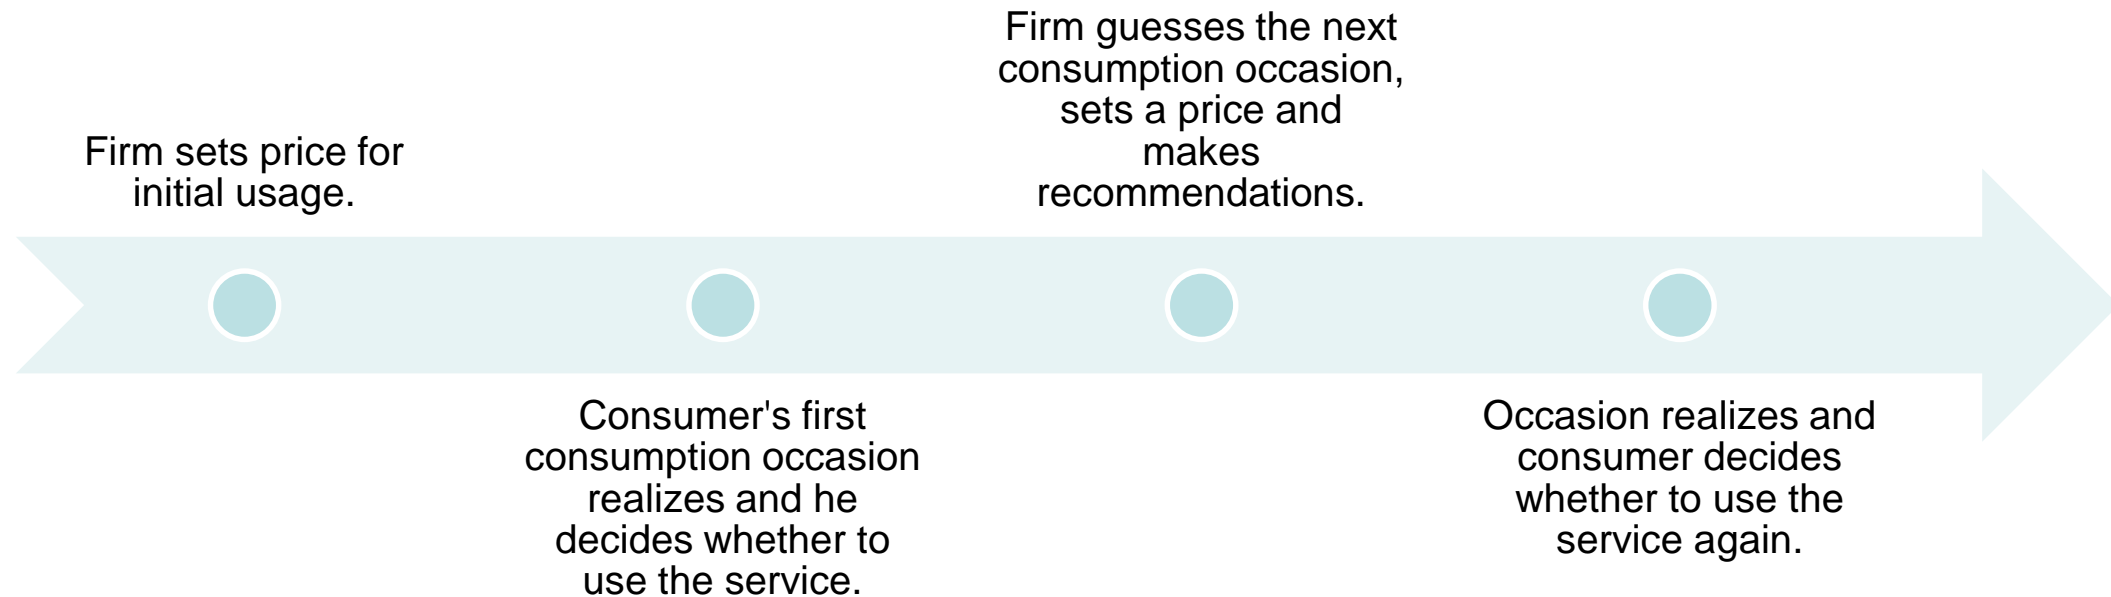 Firm sets price for
initial usage.
Consumer's first
consumption occasion
realizes and he
decides whether to
use the service.
Firm guesses the next
consumption occasion,
sets a price and
makes
recommendations.
Occasion realizes and
consumer decides
whether to use the
service again.